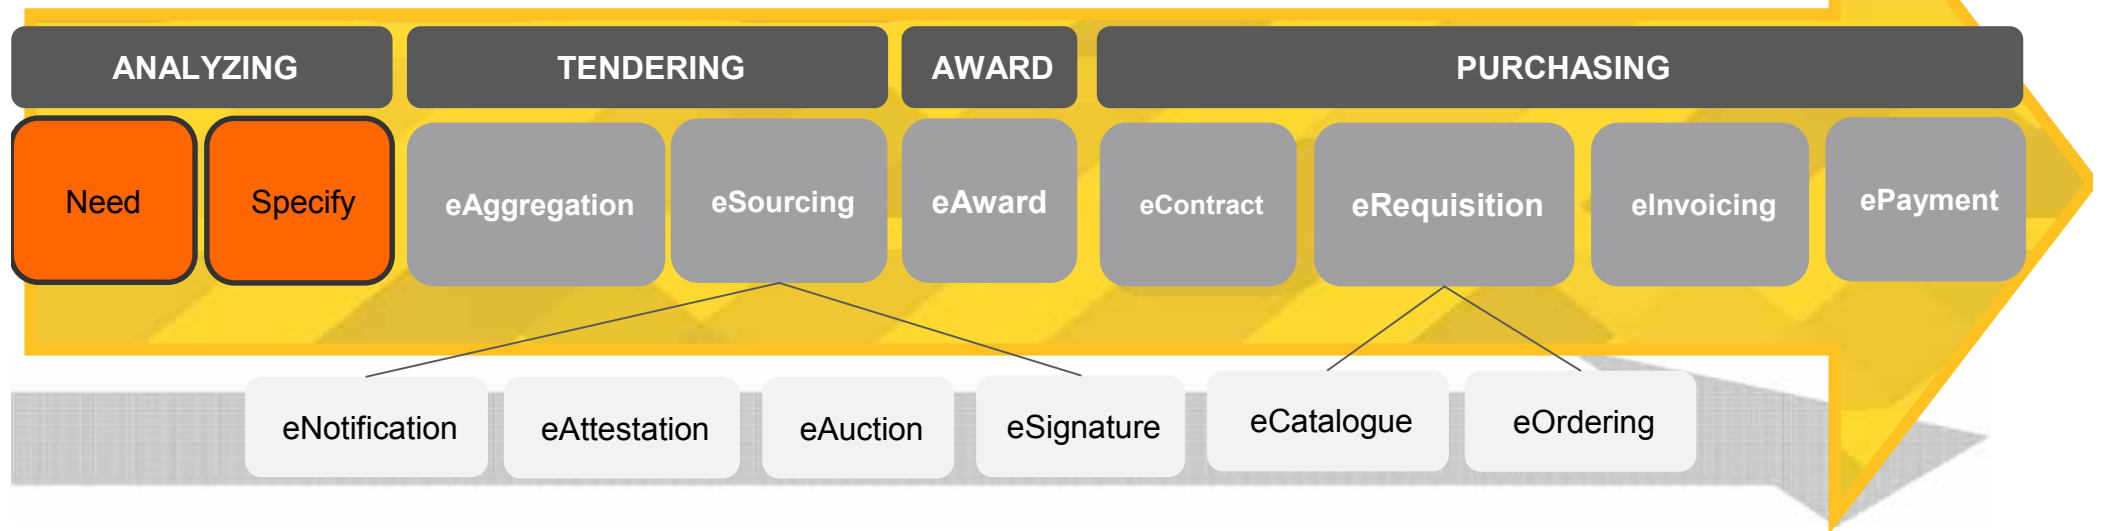 ANALYZING
TENDERING
AWARD
PURCHASING
Need
Specify
eAggregation
eSourcing
eAward
eContract
eRequisition
eInvoicing
ePayment
eNotification
eAttestation
eAuction
eSignature
eCatalogue
eOrdering